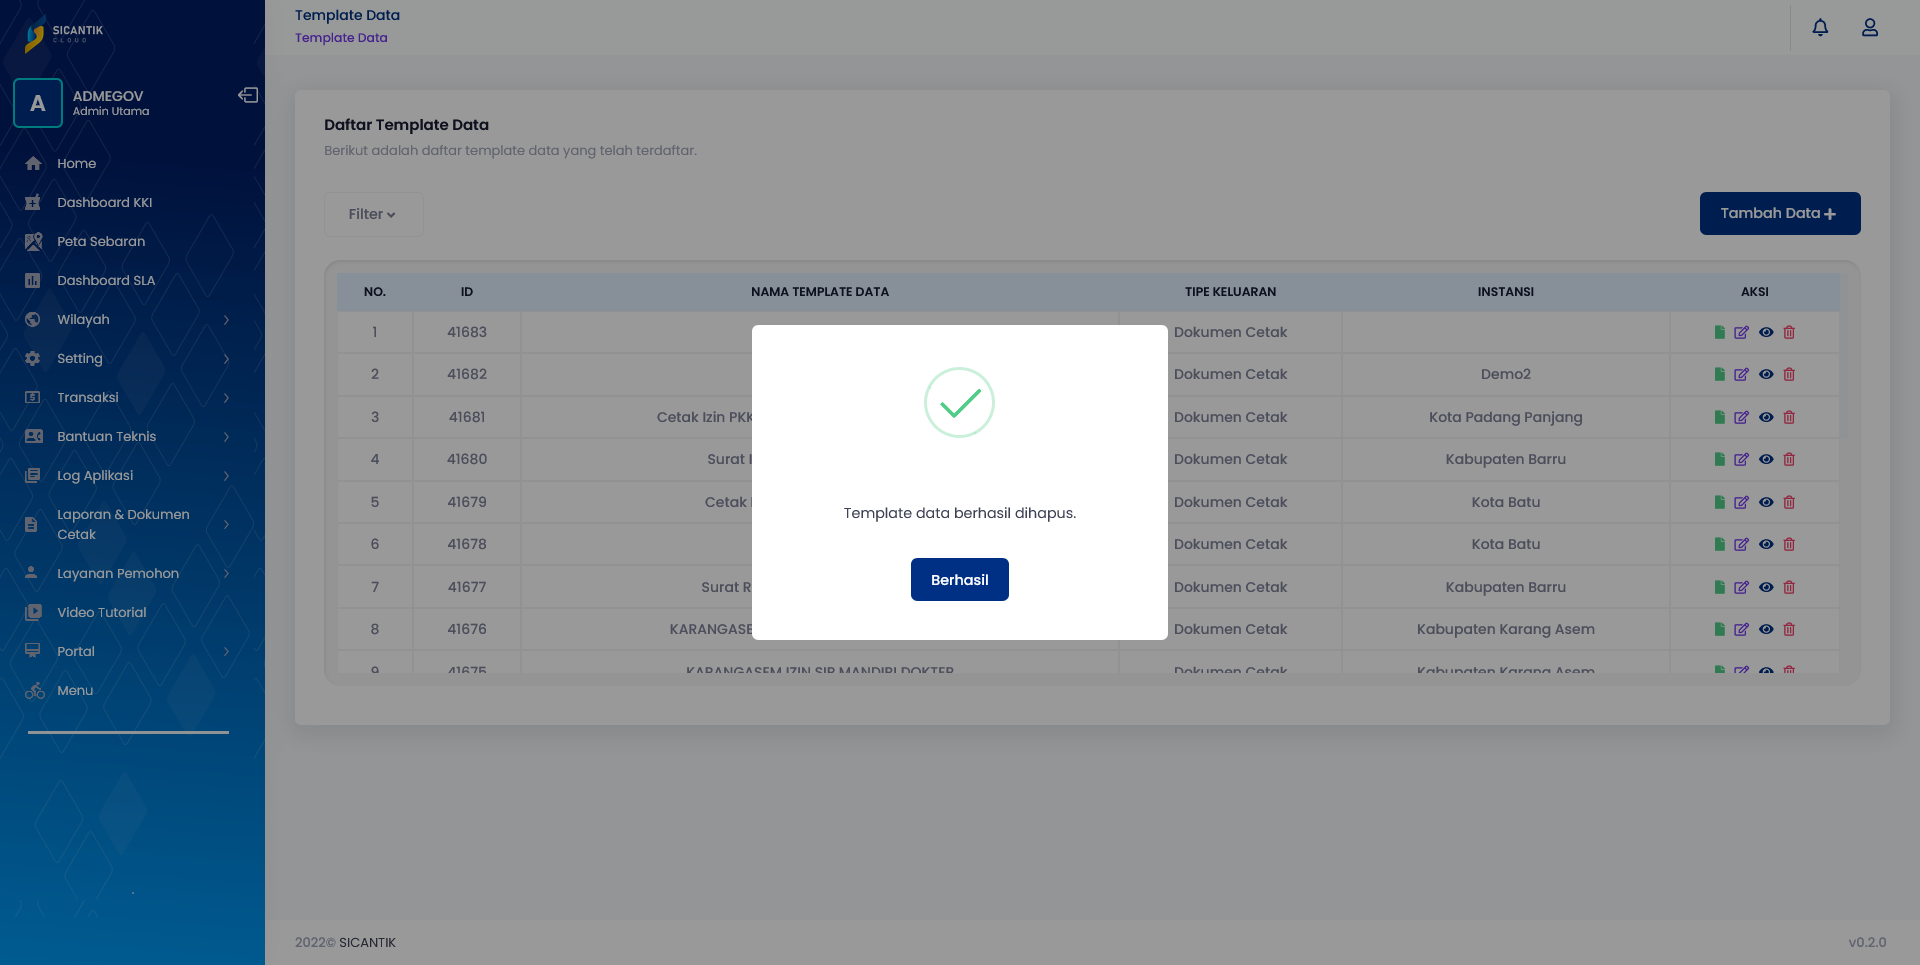 SICANTIK
CLOUD
Template Data
Template Data
A
ADMEGOV
Admin Utama
Home
Dashboard KKI
Peta Sebaran
Dashboard SLA
Wilayah
Setting
Transaksi
Bantuan Teknis
Log Aplikasi
Laporan & Dokumen
Cetak
Layanan Pemohon
Video Tutorial
Portal
Menu
Daftar Template Data
Berikut adalah daftar template data yang telah terdaftar.
Filter
Tambah Data
NO. ID NAMA TEMPLATE DATA TIPE KELUARAN INSTANSI AKSI
1 41683 Dokumen Cetak
2 41682 Dokumen Cetak Demo2
3 41681 Cetak Izin PKK Dokumen Cetak Kota Padang Panjang
4 41680 Surat Dokumen Cetak Kabupaten Barru
5 41679 Cetak Dokumen Cetak Kota Batu
6 41678 Dokumen Cetak Kota Batu
7 41677 Surat R Dokumen Cetak Kabupaten Barru
8 41676 KARANGASE Dokumen Cetak Kabupaten Karang Asem
9 41675 KARANGASEM IZIN SIP MANDIRI DOKTER Dokumen Cetak Kabupaten Karang Asem
Template data berhasil dihapus.
Berhasil
2022© SICANTIK
v0.2.0